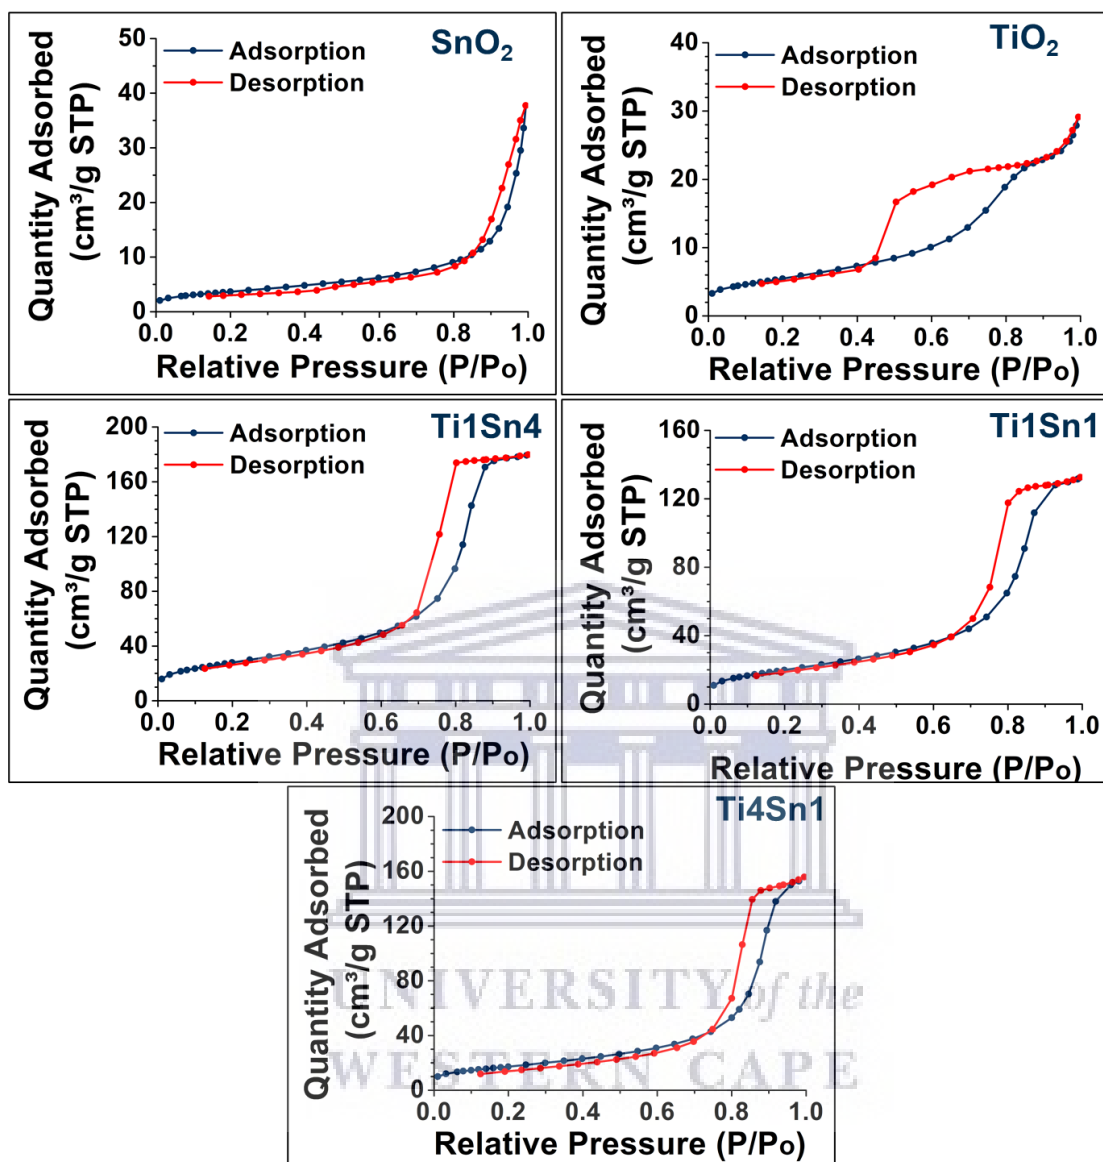 SnO₂
Adsorption
Desorption
50
40
30
20
10
0
0.0 0.2 0.4 0.6 0.8 1.0
Quantity Adsorbed
(cm³/g STP)
Relative Pressure (P/Po)
TiO₂
Adsorption
Desorption
40
30
20
10
0
0.0 0.2 0.4 0.6 0.8 1.0
Quantity Adsorbed
(cm³/g STP)
Relative Pressure (P/Po)
Ti1Sn4
Adsorption
Desorption
200
160
120
80
40
0
0.0 0.2 0.4 0.6 0.8 1.0
Quantity Adsorbed
(cm³/g STP)
Relative Pressure (P/Po)
Ti1Sn1
Adsorption
Desorption
160
120
80
40
0
0.0 0.2 0.4 0.6 0.8 1.0
Quantity Adsorbed
(cm³/g STP)
Relative Pressure (P/Po)
Ti4Sn1
Adsorption
Desorption
200
160
120
80
40
0
0.0 0.2 0.4 0.6 0.8 1.0
Quantity Adsorbed
(cm³/g STP)
Relative Pressure (P/Po)
UNIVERSITY of the
WESTERN CAPE